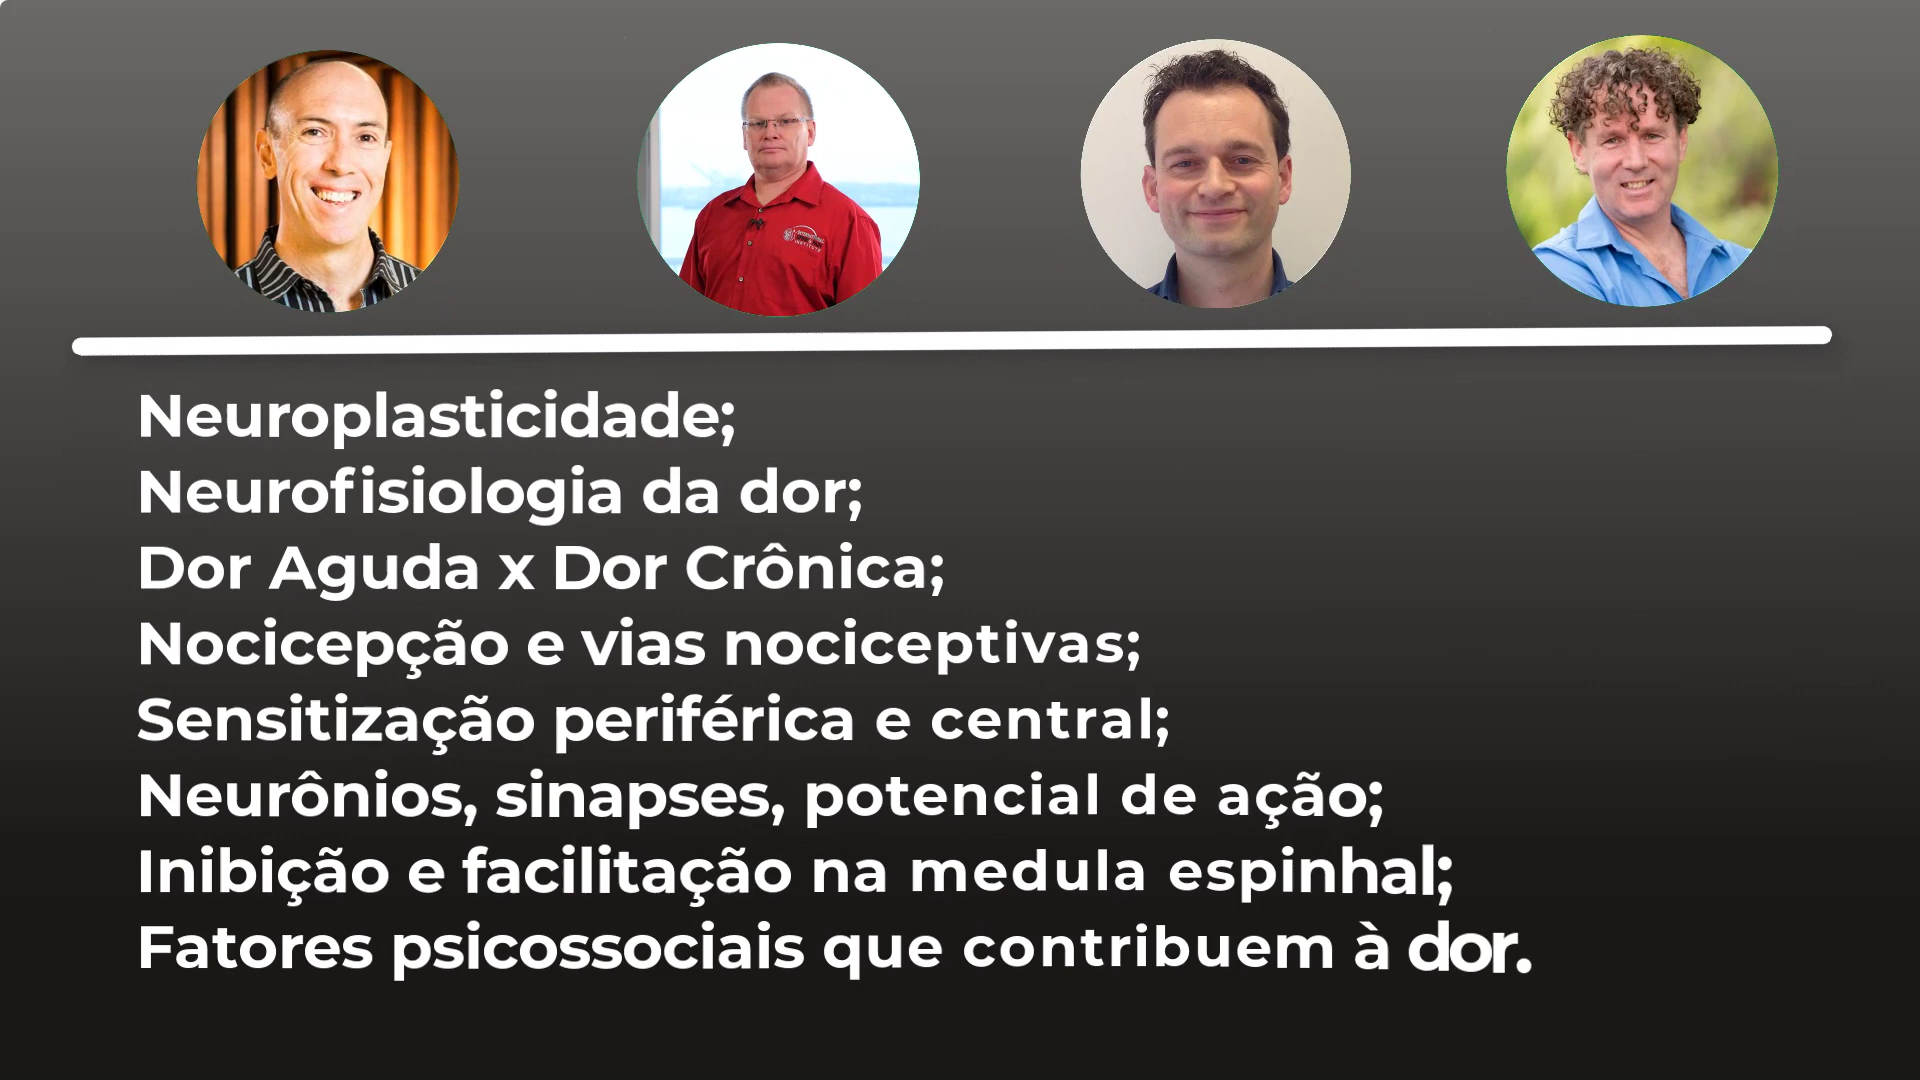 Neuroplasticidade;
Neurofisiologia da dor;
Dor Aguda x Dor Crônica;
Nocicepção e vias nociceptivas;
Sensitização periférica e central;
Neurônios, sinapses, potencial de ação;
Inibição e facilitação na medula espinhal;
Fatores psicossociais que contribuem à dor.